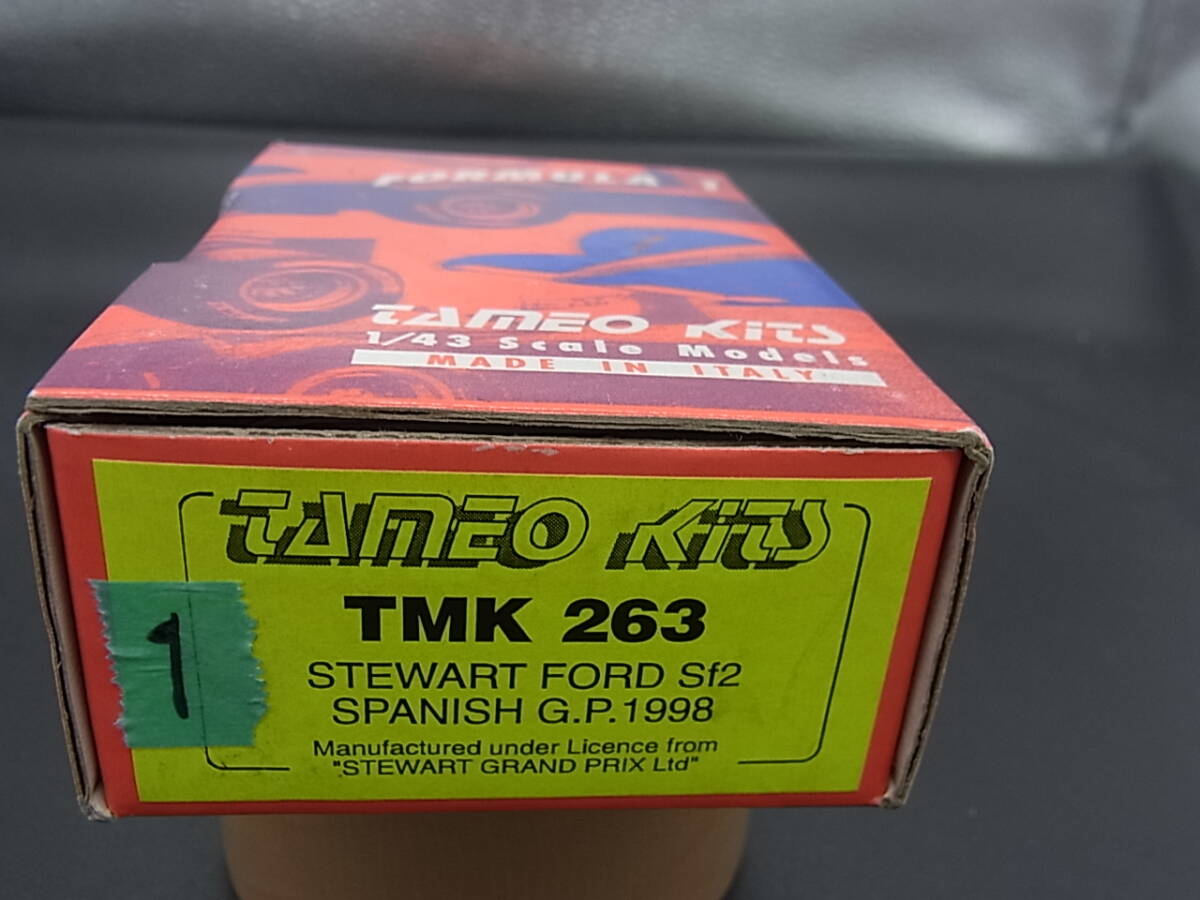 FORMULA 1
TAMEO KitS
1/43 Scale Models
MADE IN ITALY
TAMEO KitS
TMK 263
1
STEWART FORD Sf2
SPANISH G.P.1998
Manufactured under Licence from
"STEWART GRAND PRIX Ltd"